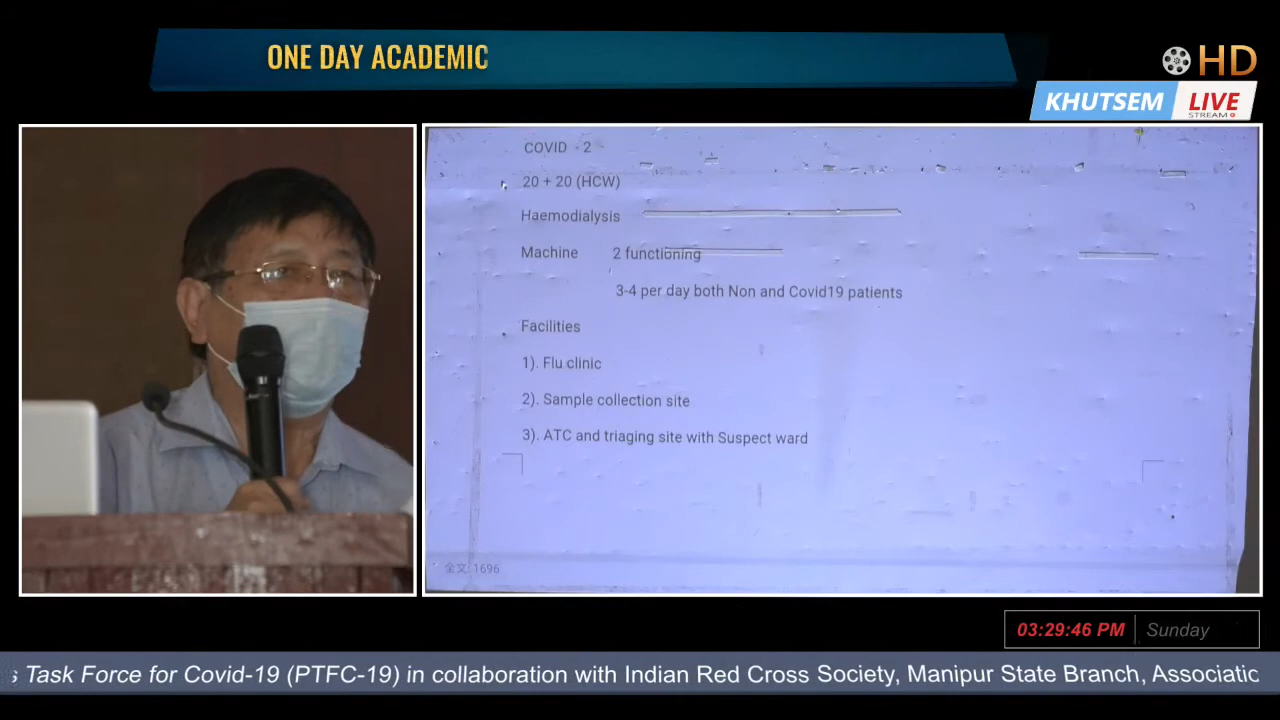 ONE DAY ACADEMIC
HD
KHUTSEM LIVE
STREAM
COVID - 2
20 + 20 (HCW)
Haemodialysis
Machine 2 functioning
3-4 per day both Non and Covid19 patients
Facilities
1). Flu clinic
2). Sample collection site
3). ATC and triaging site with Suspect ward
全文: 1696
03:29:46 PM Sunday
s Task Force for Covid-19 (PTFC-19) in collaboration with Indian Red Cross Society, Manipur State Branch, Associatio